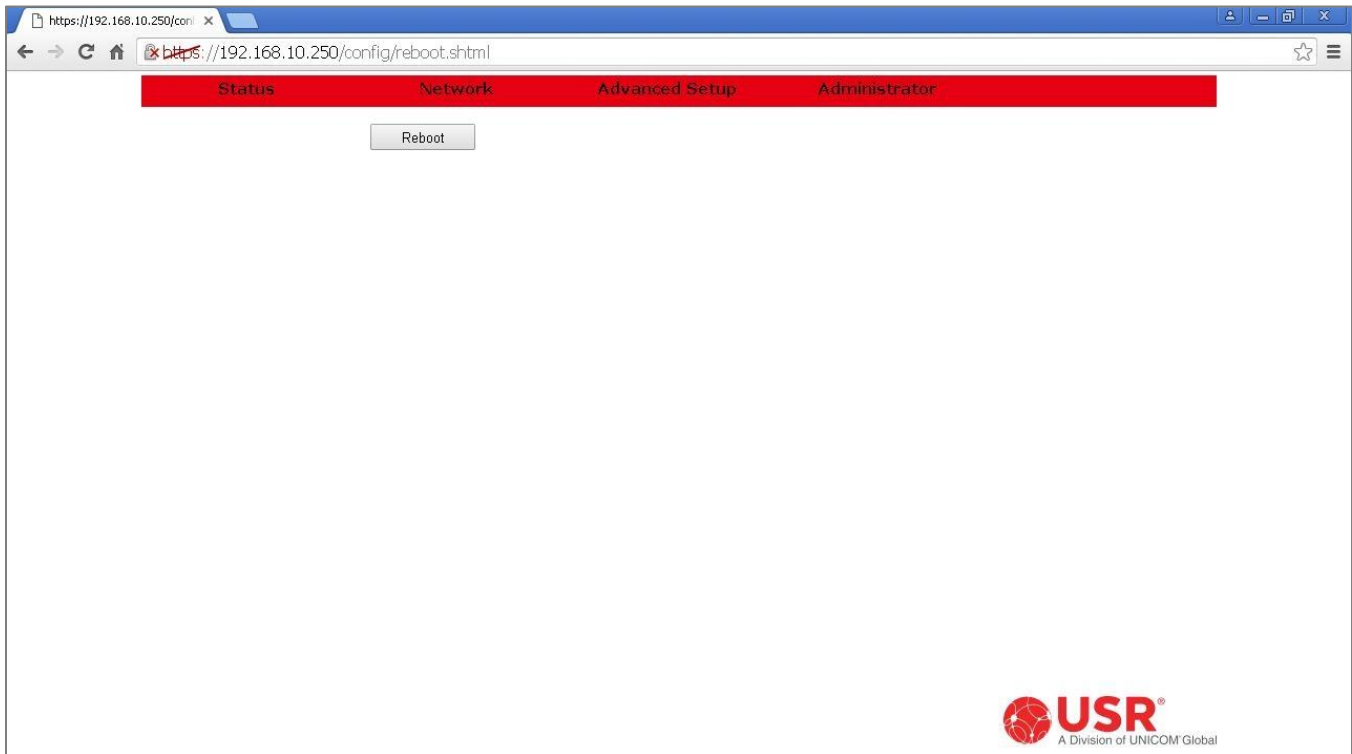 https://192.168.10.250/con
https://192.168.10.250/config/reboot.shtml
Status Network Advanced Setup Administrator
Reboot
USR®
A Division of UNICOM Global